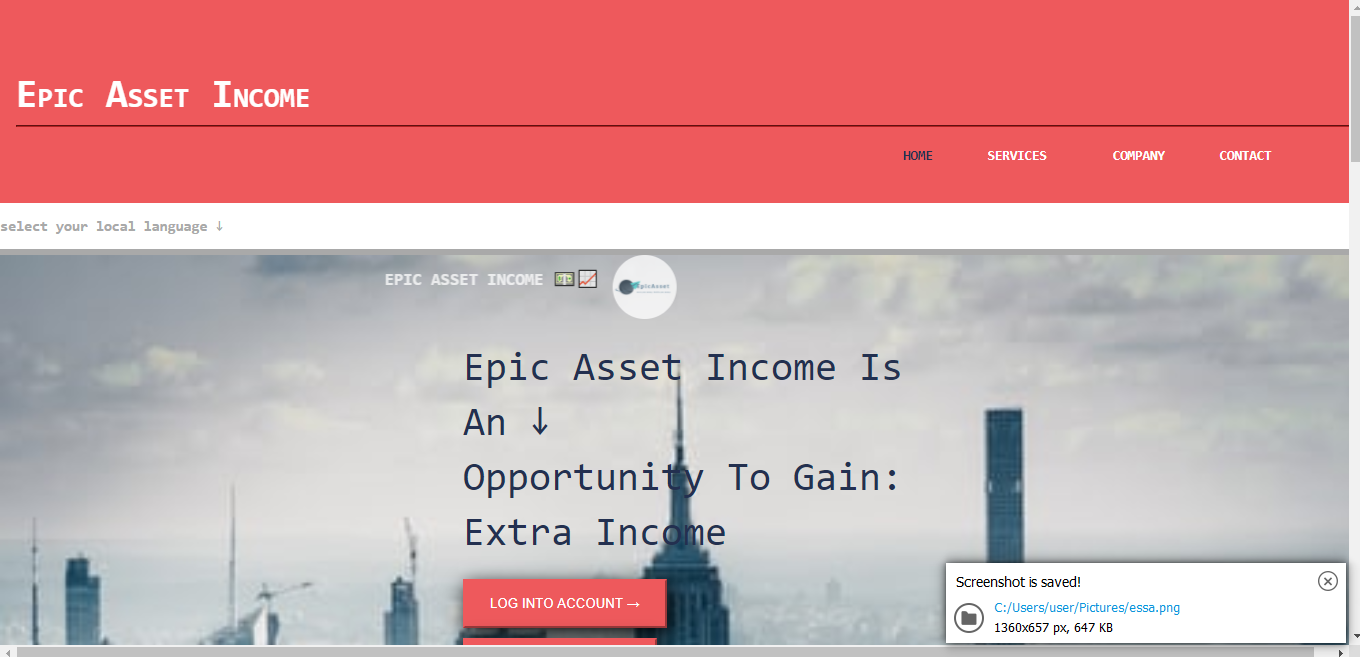 Epic Asset Income
HOME SERVICES COMPANY CONTACT
select your local language ↓
EPIC ASSET INCOME 💵📈
EpicAsset
Epic Asset Income Is
An ↓
Opportunity To Gain:
Extra Income
LOG INTO ACCOUNT →
Screenshot is saved!
C:/Users/user/Pictures/essa.png
1360x657 px, 647 KB